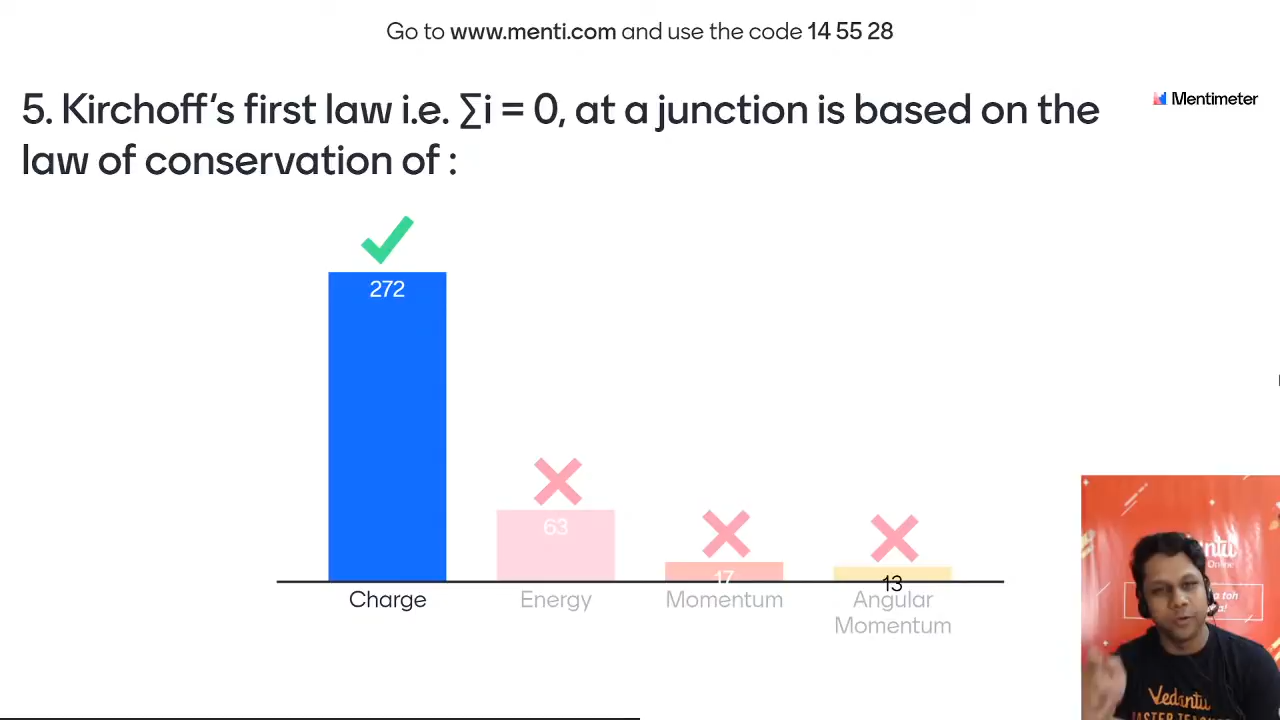 Go to www.menti.com and use the code 14 55 28
5. Kirchoff's first law i.e. ∑i = 0, at a junction is based on the
law of conservation of :
Mentimeter
272
63
17
13
Charge
Energy
Momentum
Angular
Momentum
Online
a toh
Vedantu